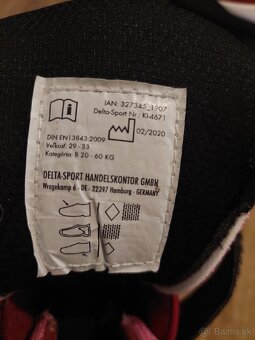 IAN: 327345_1907
Delta-Sport Nr.: KI-4671
02/2020
DIN EN13843:2009
Veľkosť: 29 - 33
Kategória: B 20 - 60 KG
DELTA-SPORT HANDELSKONTOR GMBH
Wragekamp 6 - DE - 22397 Hamburg - GERMANY
Bazos.sk